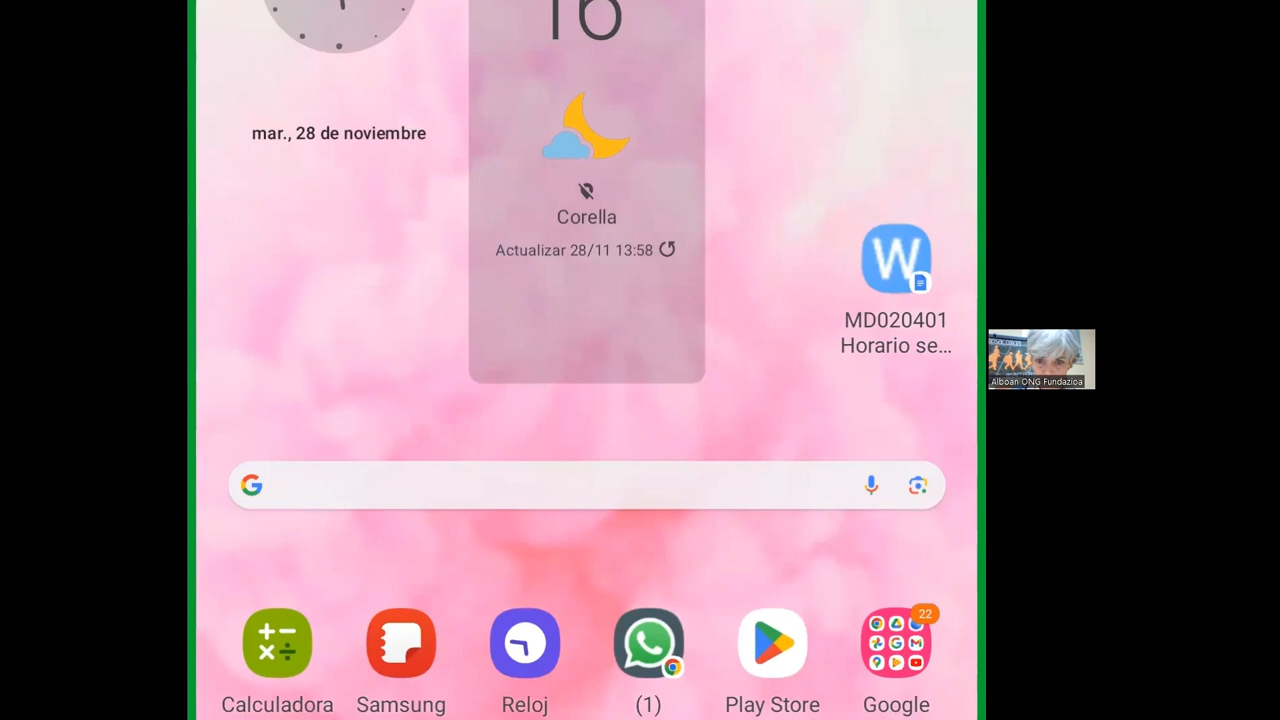 16
mar., 28 de noviembre
Corella
Actualizar 28/11 13:58
W
MD020401
Horario se...
Alboan ONG Fundazioa
G
22
Calculadora
Samsung
Reloj
(1)
Play Store
Google